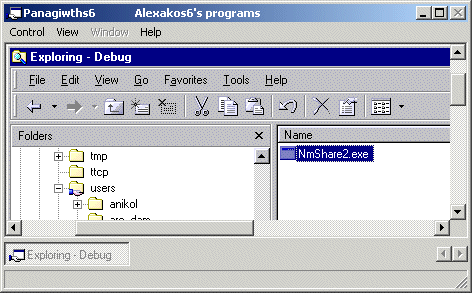 Panagiwths6 Alexakos6's programs
Control View Window Help
Exploring - Debug
File Edit View Go Favorites Tools Help
Folders × Name
tmp NmShare2.exe
ttcp
users
anikol
Exploring - Debug